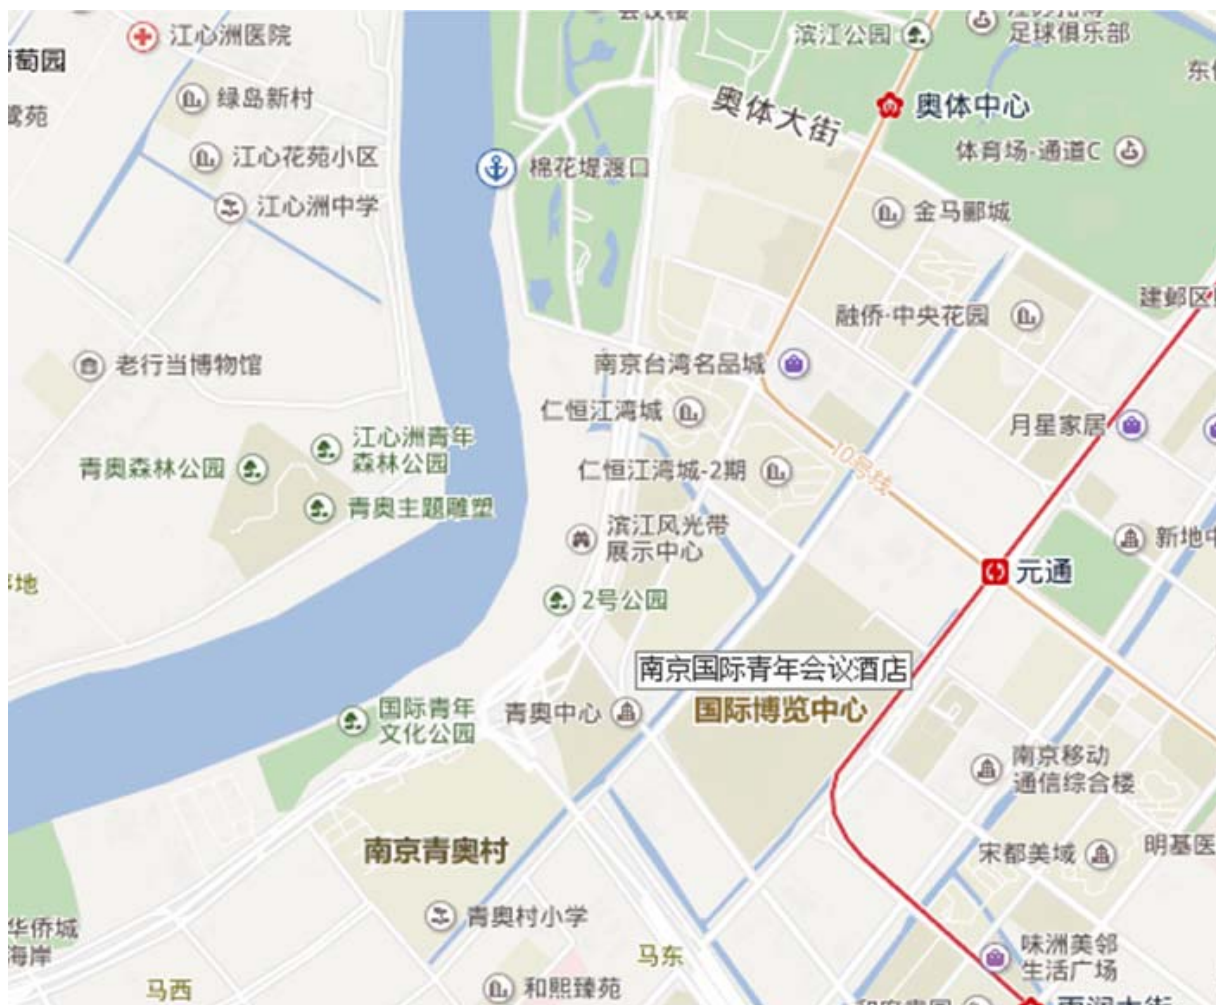 江心洲医院
葡萄园
绿岛新村
鹭苑
江心花苑小区
江心洲中学
棉花堤渡口
滨江公园
足球俱乐部
奥体大街
奥体中心
体育场-通道C
金马郦城
建邺区
融侨·中央花园
老行当博物馆
南京台湾名品城
仁恒江湾城
月星家居
江心洲青年
森林公园
青奥森林公园
仁恒江湾城-2期
10号线
青奥主题雕塑
滨江风光带
展示中心
新地中
元通
2号公园
南京国际青年会议酒店
国际青年
文化公园
青奥中心
国际博览中心
南京移动
通信综合楼
南京青奥村
宋都美域
明基医
青奥村小学
华侨城
海岸
味洲美邻
生活广场
马东
马西
和熙臻苑